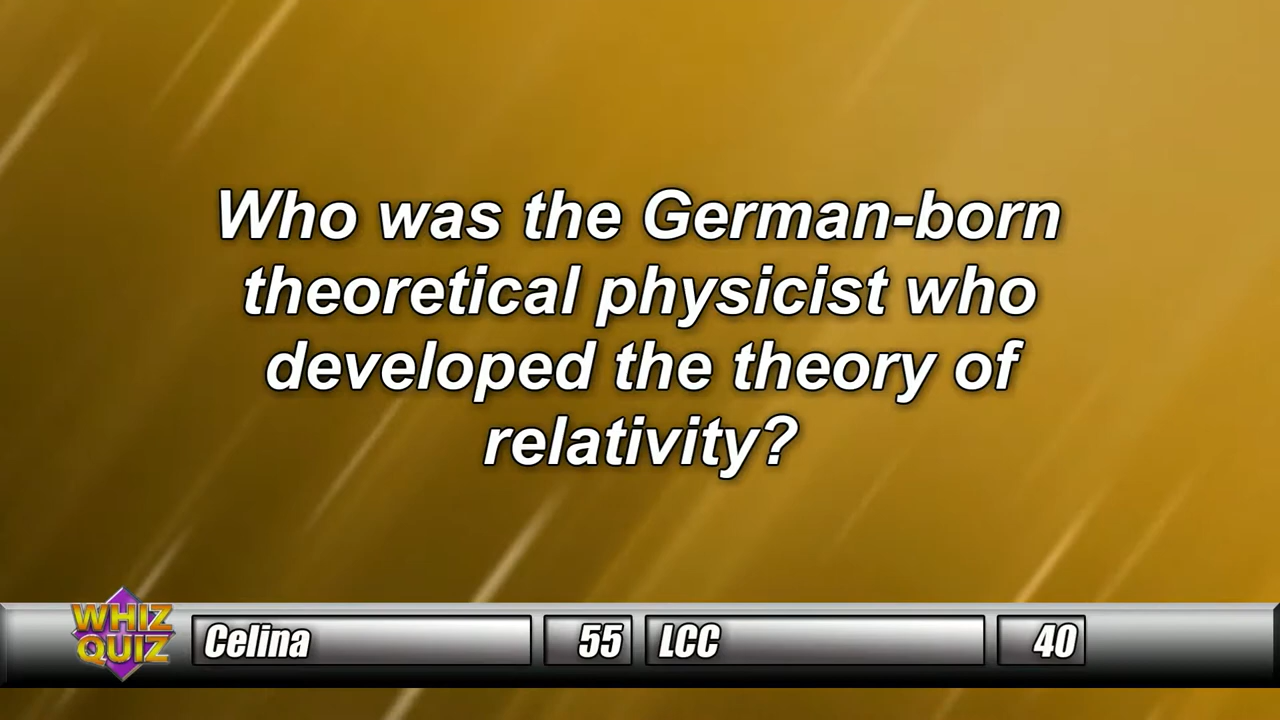 Who was the German-born
theoretical physicist who
developed the theory of
relativity?
WHIZ
QUIZ
Celina 55 LCC 40